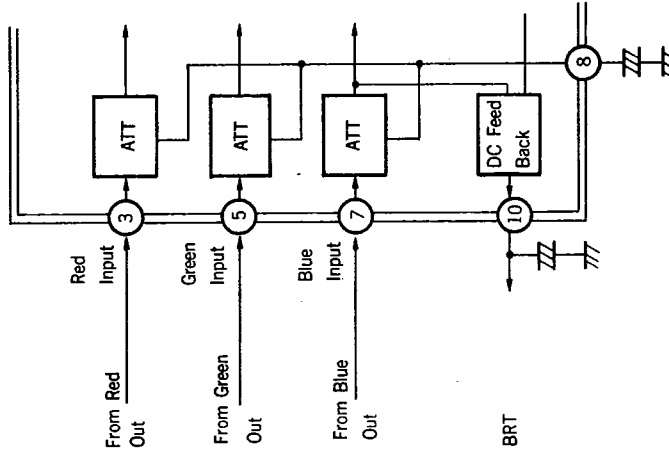 From Red
Out
Red
Input
3
ATT
From Green
Out
Green
Input
5
ATT
From Blue
Out
Blue
Input
7
ATT
8
BRT
10
DC Feed
Back